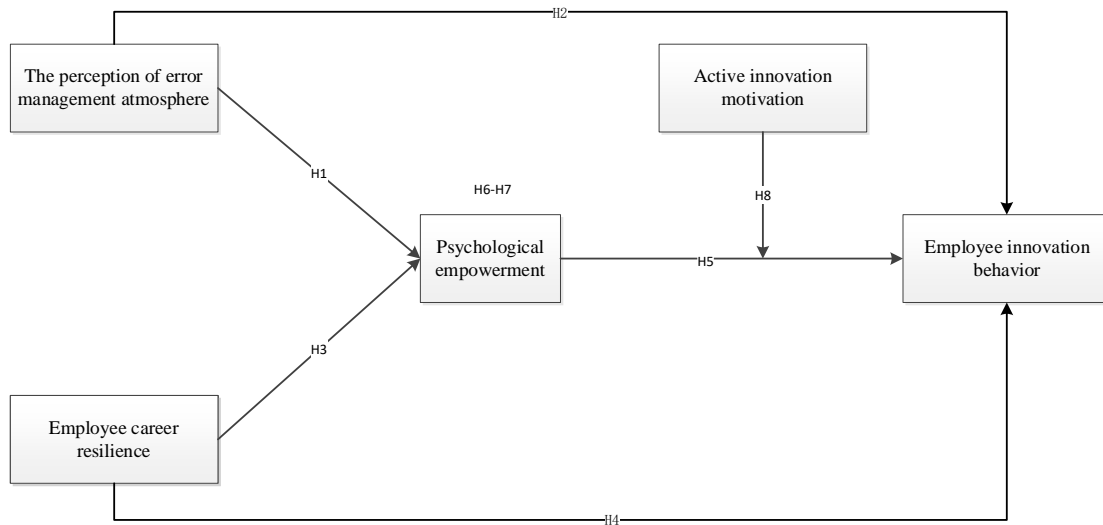 H2
The perception of error
management atmosphere
Active innovation
motivation
H1
H6-H7
H8
Psychological
empowerment
H5
Employee innovation
behavior
H3
Employee career
resilience
H4